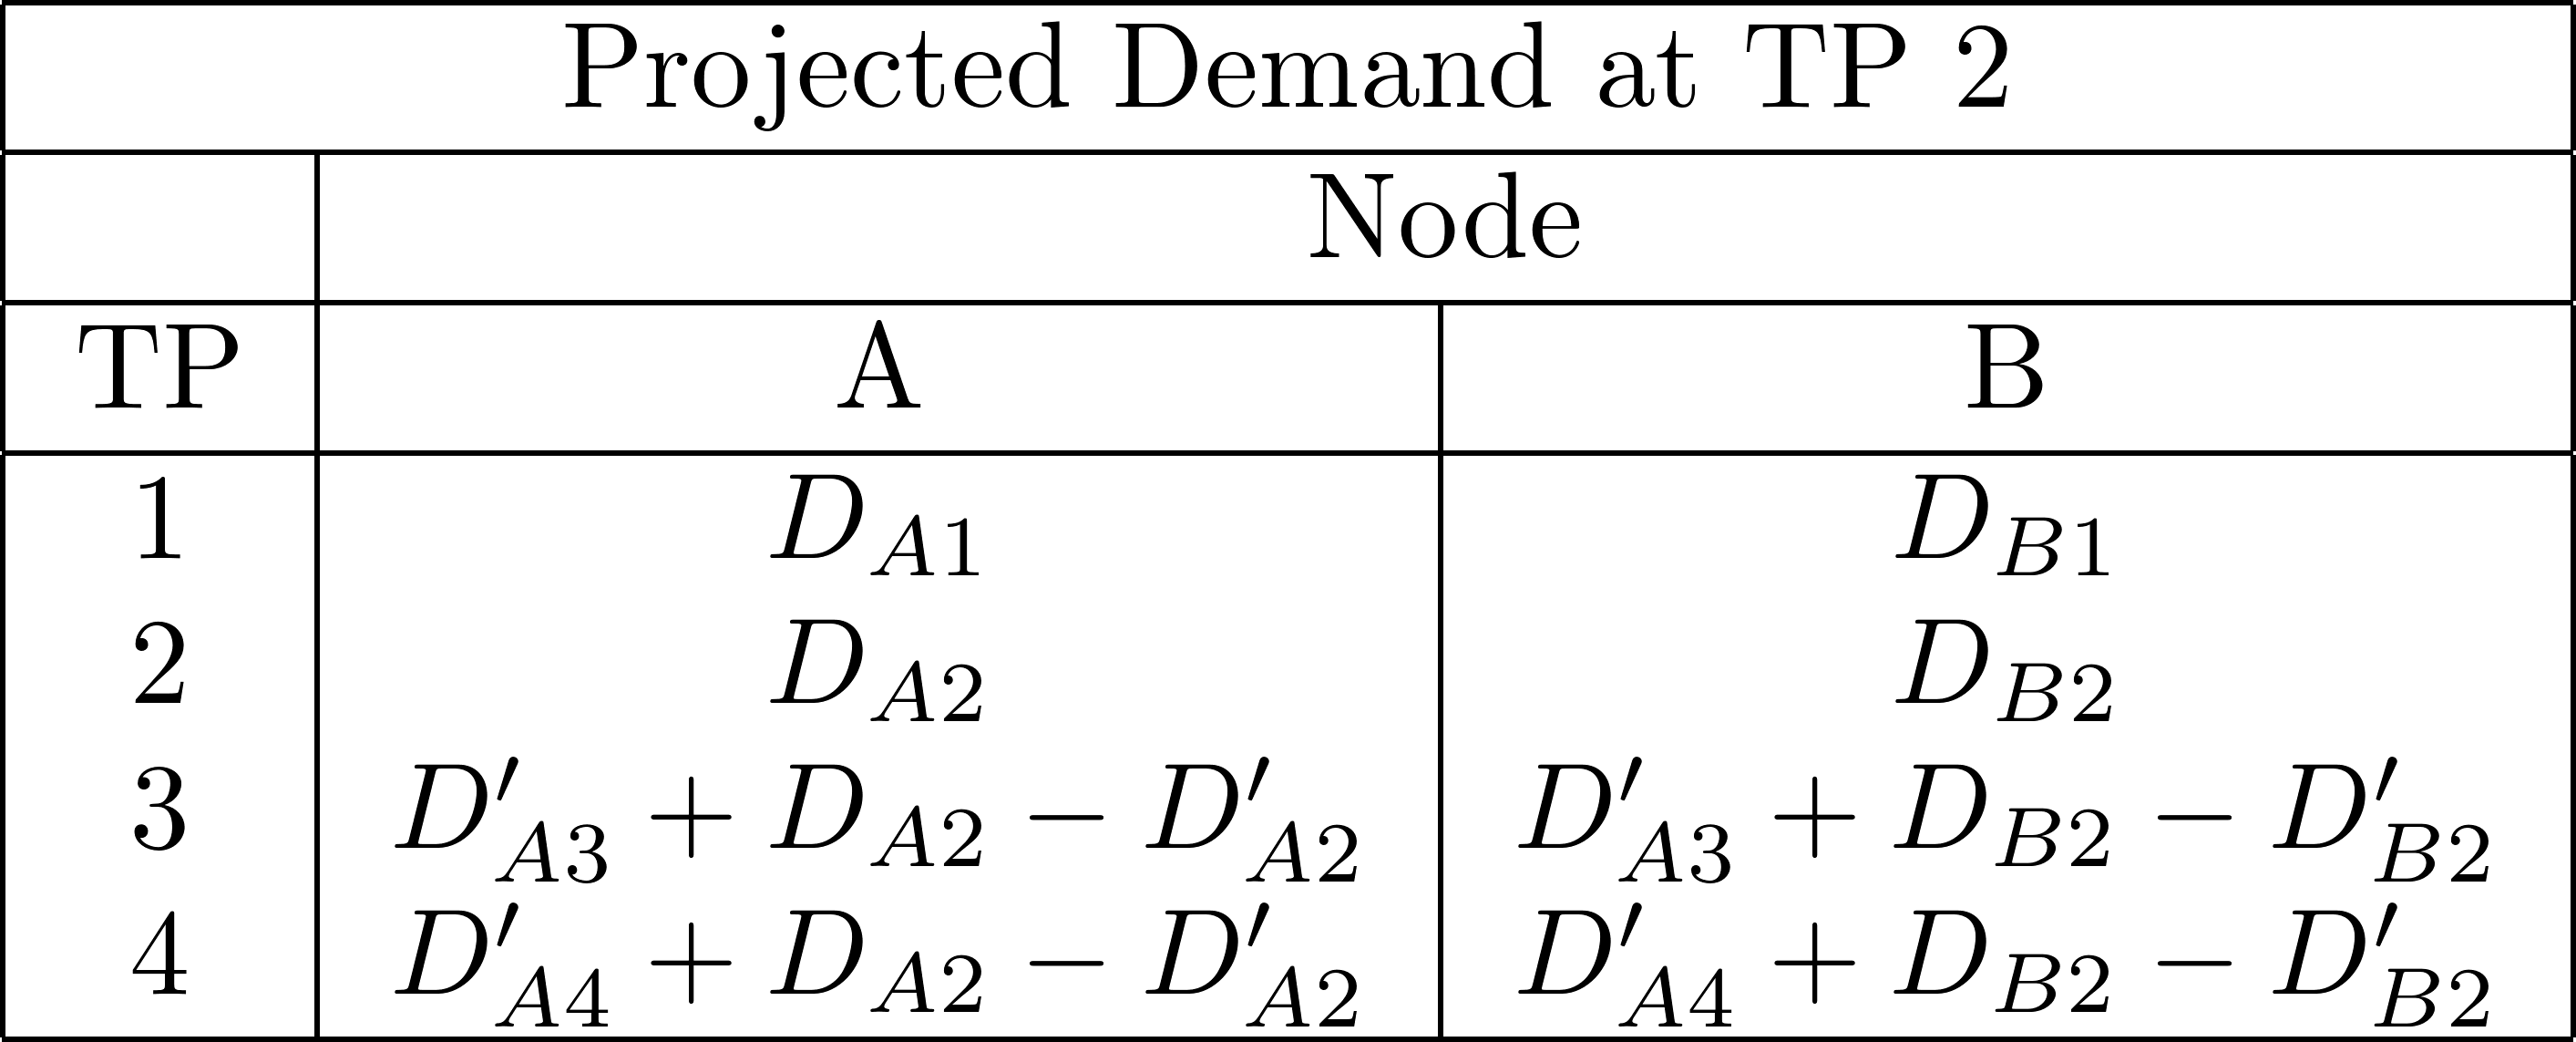 Projected Demand at TP 2
Node
TP A B
1 D_{A1} D_{B1}
2 D_{A2} D_{B2}
3 D'_{A3} + D_{A2} − D'_{A2} D'_{A3} + D_{B2} − D'_{B2}
4 D'_{A4} + D_{A2} − D'_{A2} D'_{A4} + D_{B2} − D'_{B2}